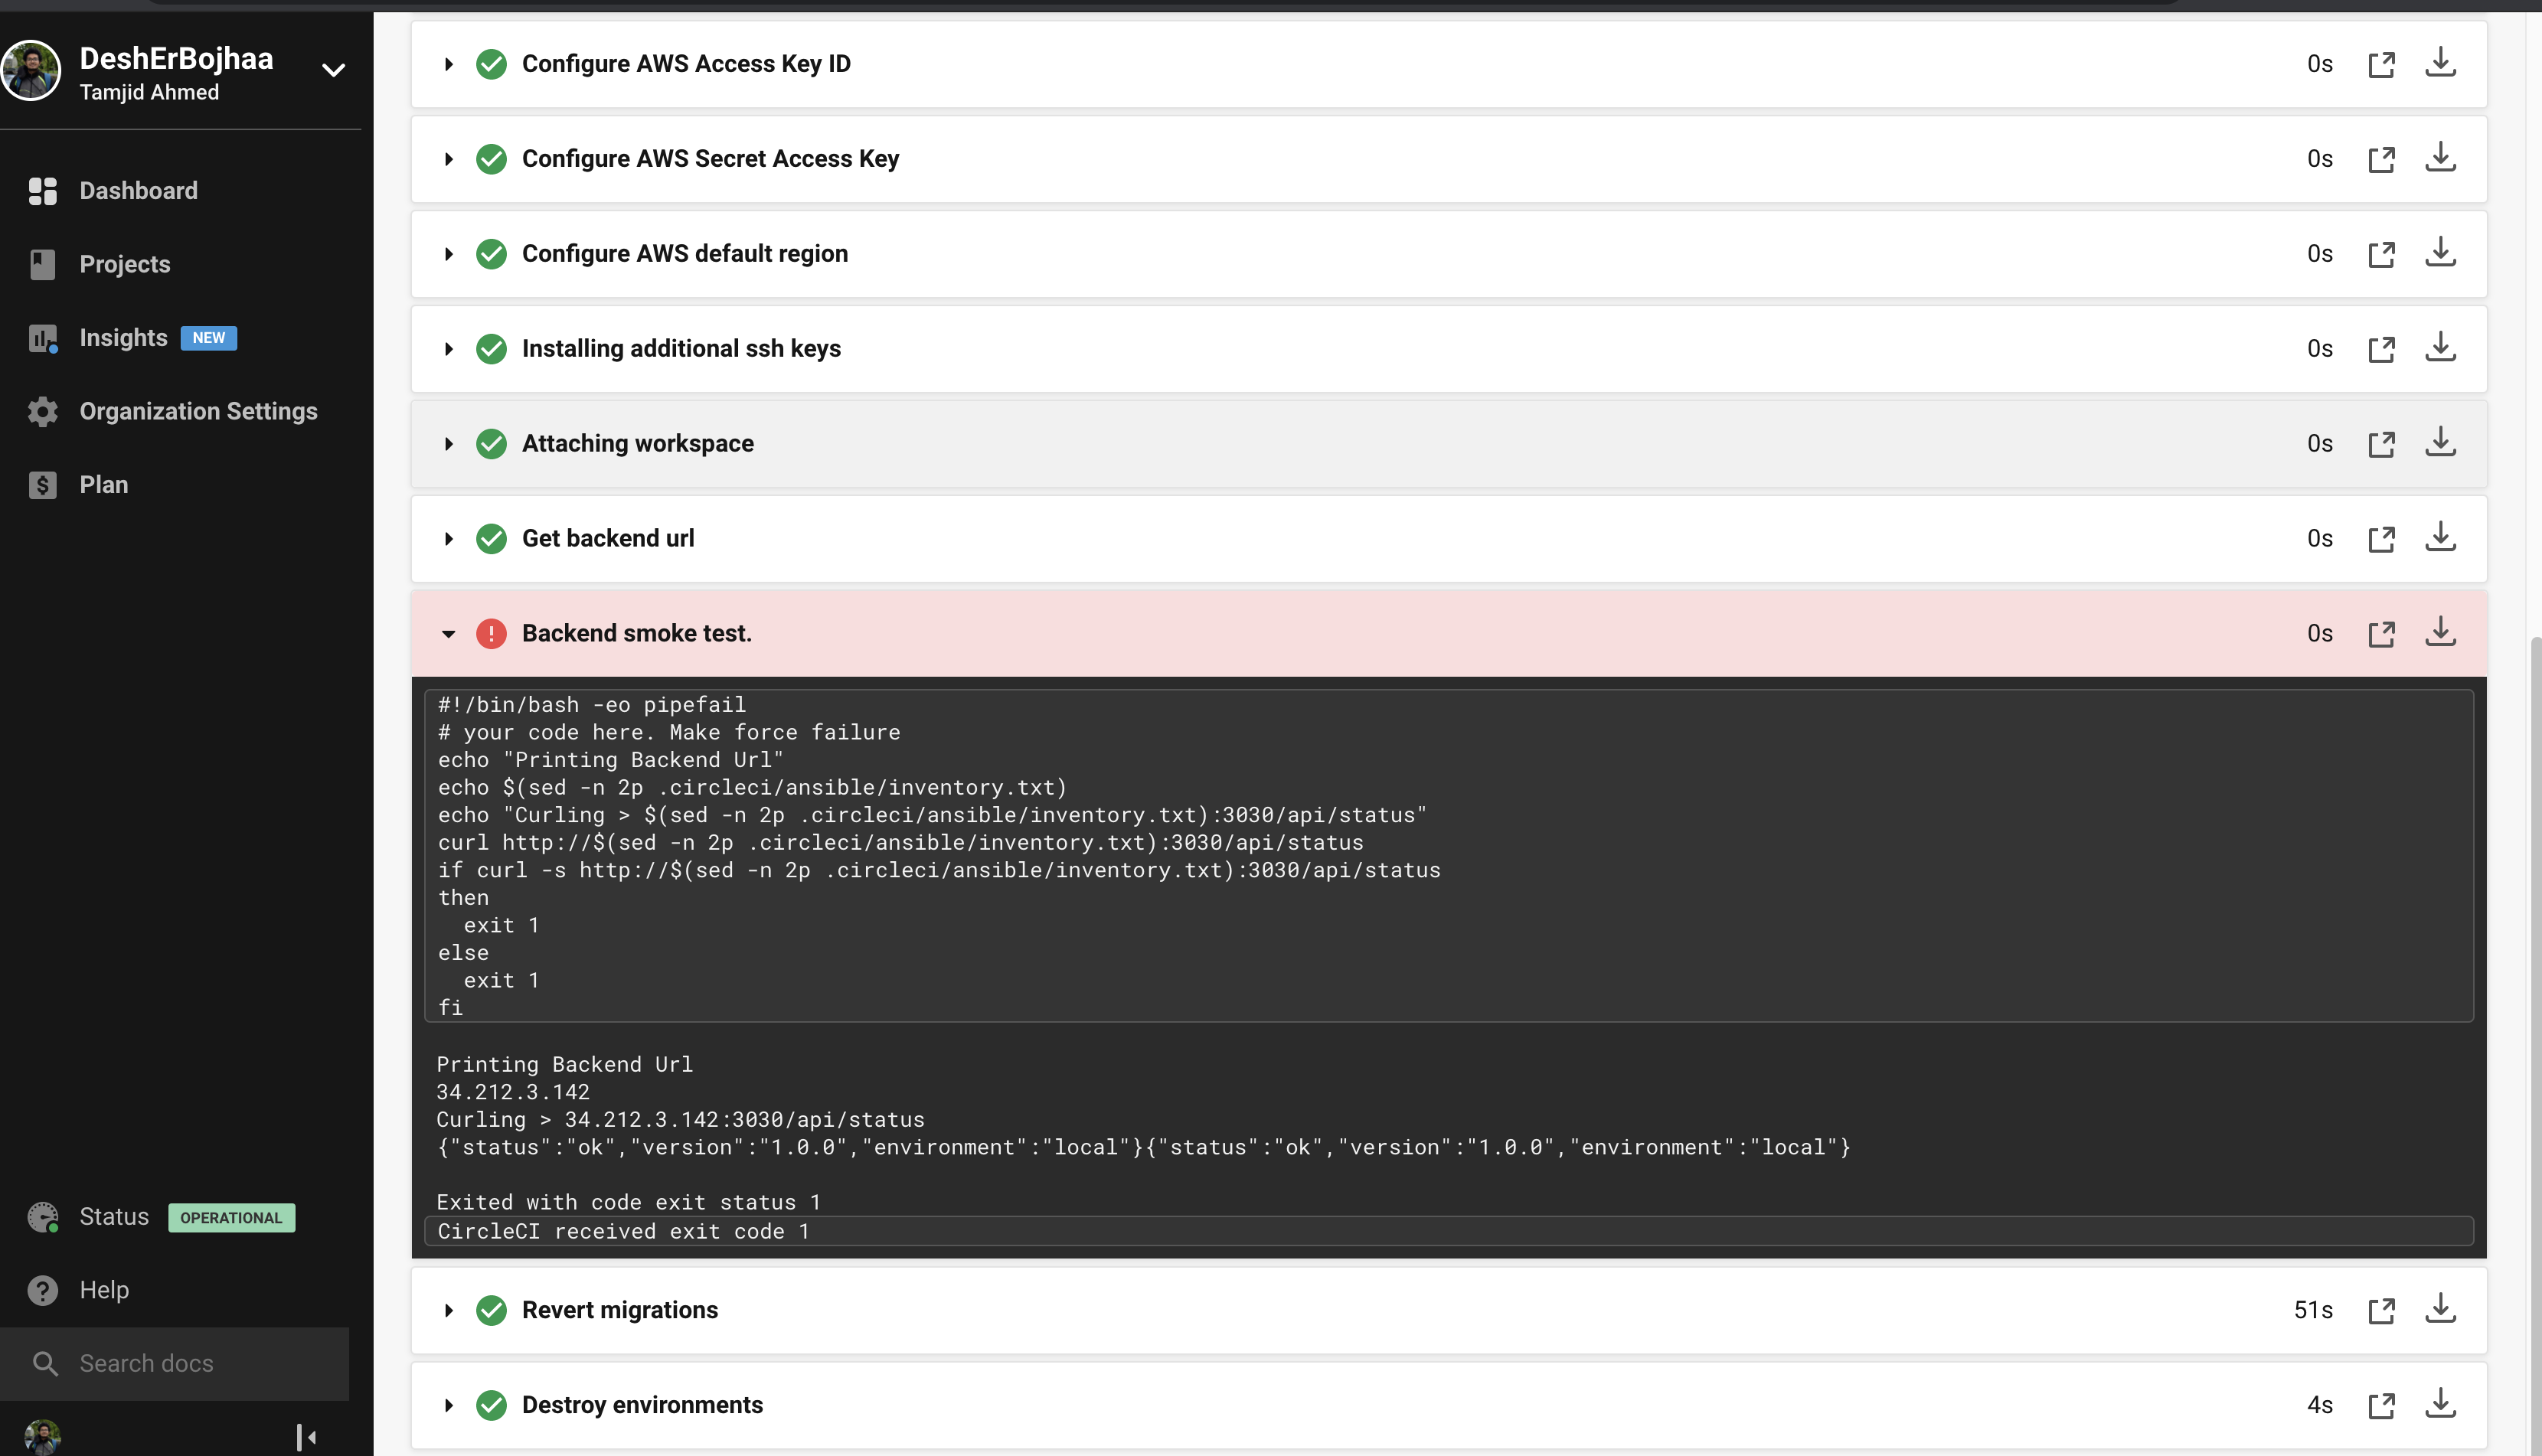 DeshErBojhaa
Tamjid Ahmed
Dashboard
Projects
Insights NEW
Organization Settings
Plan
Status OPERATIONAL
Help
Search docs
Configure AWS Access Key ID 0s
Configure AWS Secret Access Key 0s
Configure AWS default region 0s
Installing additional ssh keys 0s
Attaching workspace 0s
Get backend url 0s
Backend smoke test. 0s
#!/bin/bash -eo pipefail
# your code here. Make force failure
echo "Printing Backend Url"
echo $(sed -n 2p .circleci/ansible/inventory.txt)
echo "Curling > $(sed -n 2p .circleci/ansible/inventory.txt):3030/api/status"
curl http://$(sed -n 2p .circleci/ansible/inventory.txt):3030/api/status
if curl -s http://$(sed -n 2p .circleci/ansible/inventory.txt):3030/api/status
then
  exit 1
else
  exit 1
fi
Printing Backend Url
34.212.3.142
Curling > 34.212.3.142:3030/api/status
{"status":"ok","version":"1.0.0","environment":"local"}{"status":"ok","version":"1.0.0","environment":"local"}
Exited with code exit status 1
CircleCI received exit code 1
Revert migrations 51s
Destroy environments 4s